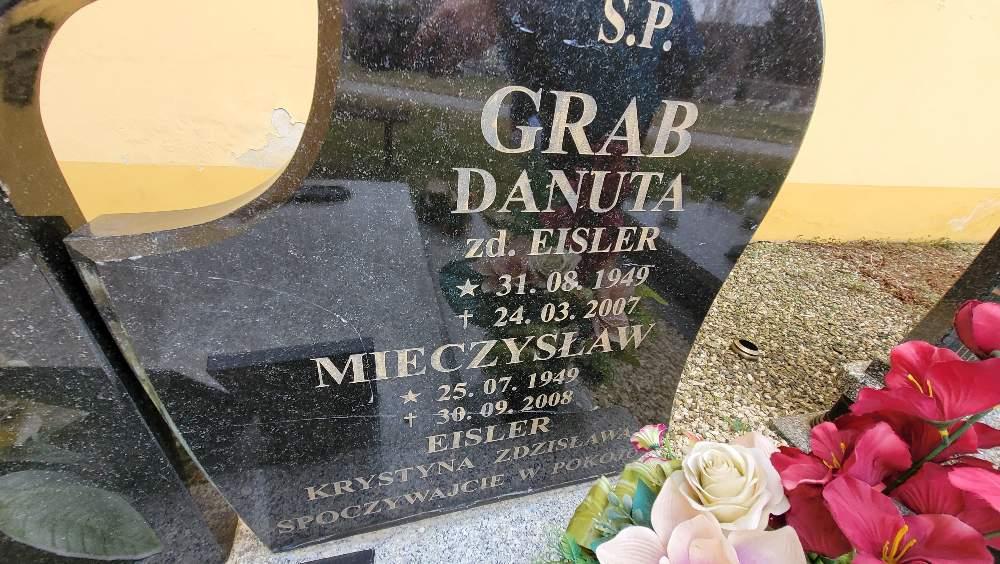 S.P.
GRAB
DANUTA
zd. EISLER
★ 31. 08. 1949
† 24. 03. 2007
MIECZYSŁAW
★ 25. 07. 1949
† 30. 09. 2008
EISLER
KRYSTYNA ZDZISŁAWA
SPOCZYWAJCIE W